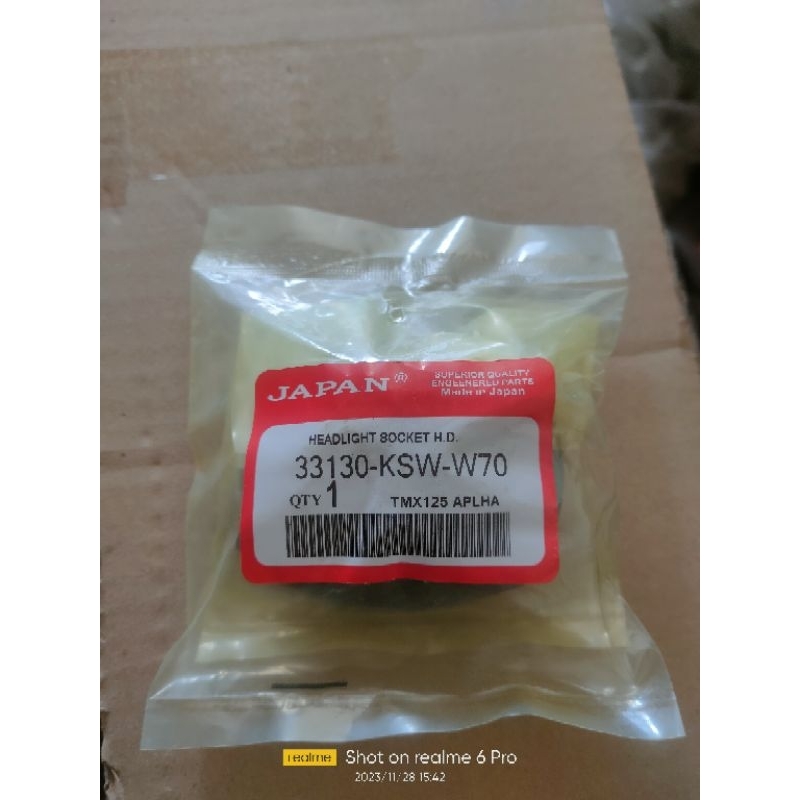 JAPAN®
SUPERIOR QUALITY
ENGEENERED PARTS
Made in Japan
HEADLIGHT SOCKET H.D.
33130-KSW-W70
QTY 1 TMX125 APLHA
realme Shot on realme 6 Pro
2023/11/28 15:42